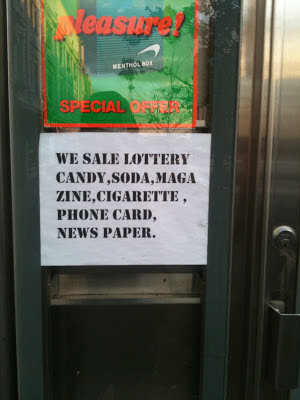 pleasure!
MENTHOL BOX
SPECIAL OFFER
WE SALE LOTTERY
CANDY,SODA,MAGA
ZINE,CIGARETTE ,
PHONE CARD,
NEWS PAPER.